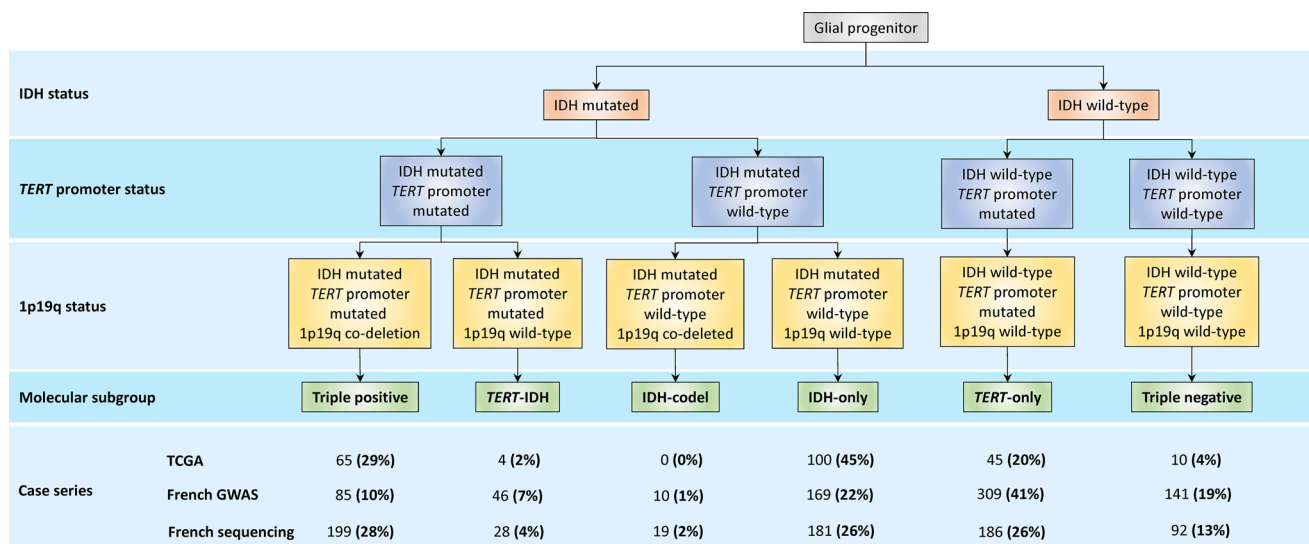 Glial progenitor
IDH status
IDH mutated
IDH wild-type
TERT promoter status
IDH mutated
TERT promoter
mutated
IDH mutated
TERT promoter
wild-type
IDH wild-type
TERT promoter
mutated
IDH wild-type
TERT promoter
wild-type
1p19q status
IDH mutated
TERT promoter
mutated
1p19q co-deletion
IDH mutated
TERT promoter
mutated
1p19q wild-type
IDH mutated
TERT promoter
wild-type
1p19q co-deleted
IDH mutated
TERT promoter
wild-type
1p19q wild-type
IDH wild-type
TERT promoter
mutated
1p19q wild-type
IDH wild-type
TERT promoter
wild-type
1p19q wild-type
Molecular subgroup
Triple positive
TERT-IDH
IDH-codel
IDH-only
TERT-only
Triple negative
Case series
TCGA 65 (29%) 4 (2%) 0 (0%) 100 (45%) 45 (20%) 10 (4%)
French GWAS 85 (10%) 46 (7%) 10 (1%) 169 (22%) 309 (41%) 141 (19%)
French sequencing 199 (28%) 28 (4%) 19 (2%) 181 (26%) 186 (26%) 92 (13%)